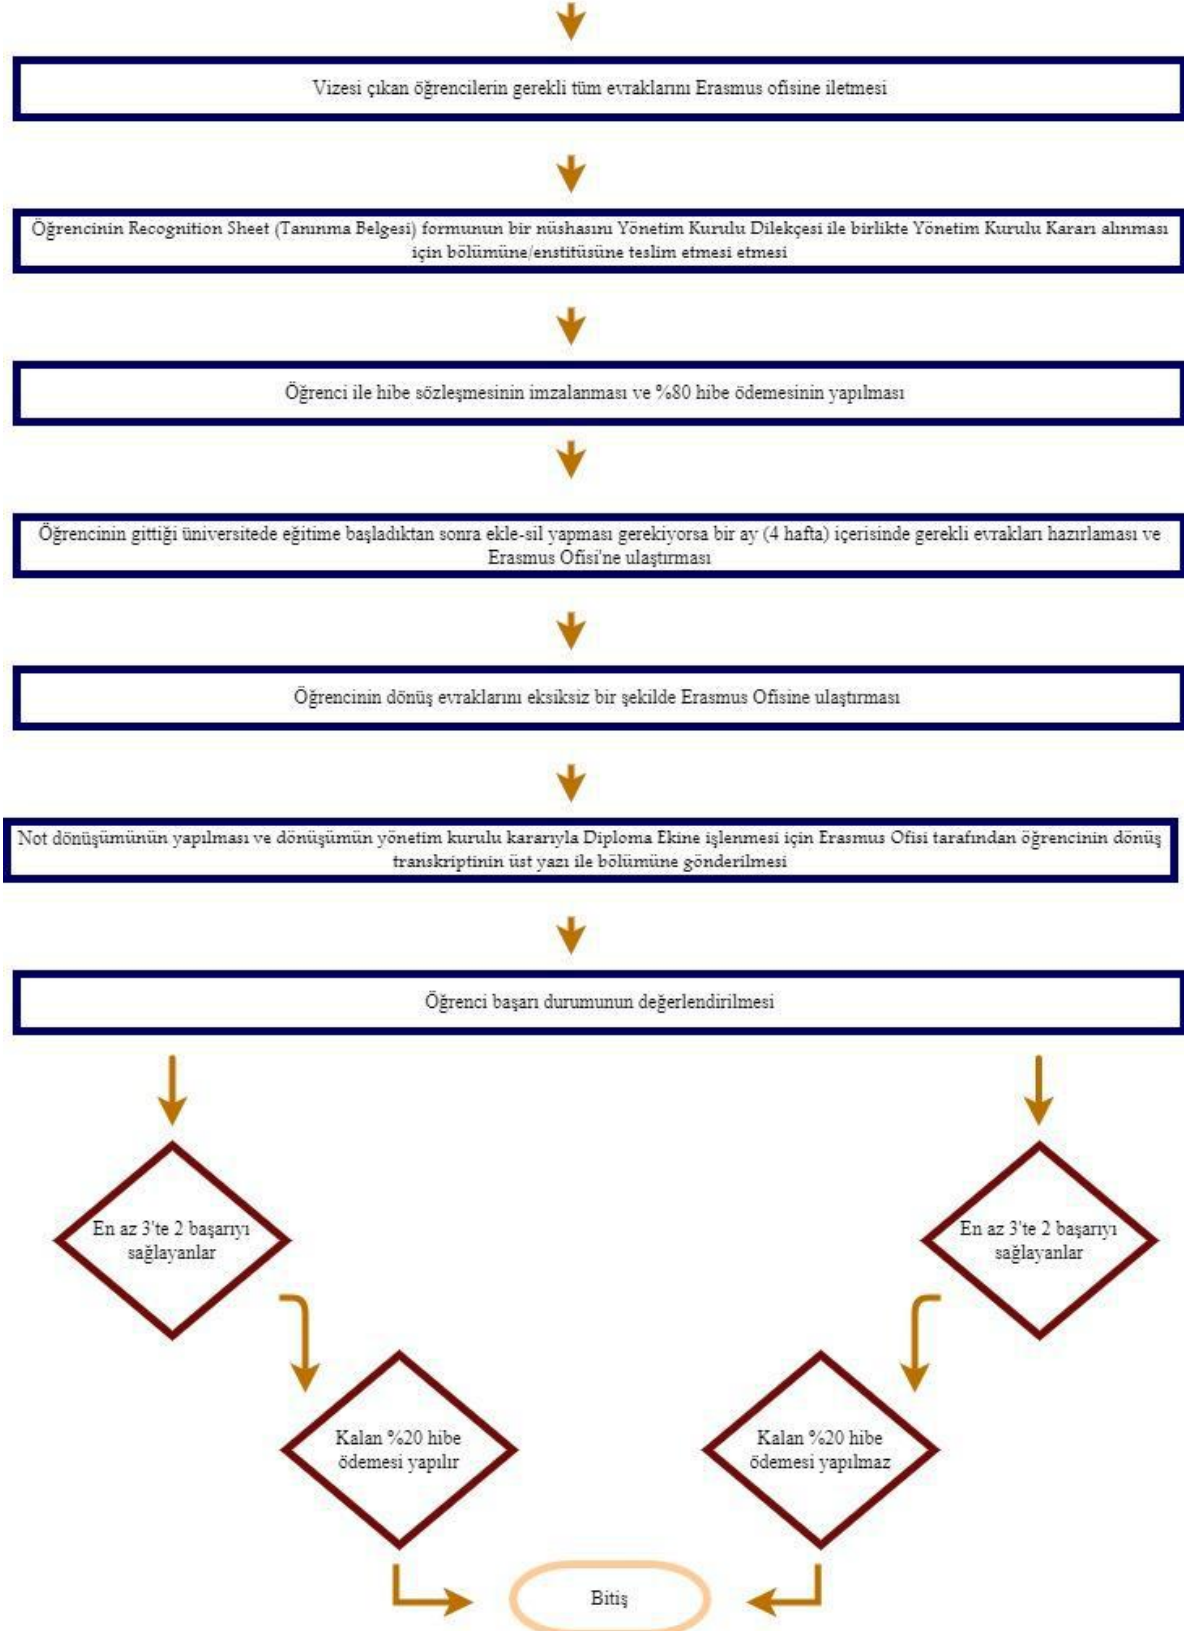 Vizesi çıkan öğrencilerin gerekli tüm evraklarını Erasmus ofisine iletmesi
Öğrencinin Recognition Sheet (Tanınma Belgesi) formunun bir nüshasını Yönetim Kurulu Dilekçesi ile birlikte Yönetim Kurulu Kararı alınması
için bölümüne/enstitüsüne teslim etmesi etmesi
Öğrenci ile hibe sözleşmesinin imzalanması ve %80 hibe ödemesinin yapılması
Öğrencinin gittiği üniversitede eğitime başladıktan sonra ekle-sil yapması gerekiyorsa bir ay (4 hafta) içerisinde gerekli evrakları hazırlaması ve
Erasmus Ofisi'ne ulaştırması
Öğrencinin dönüş evraklarını eksiksiz bir şekilde Erasmus Ofisine ulaştırması
Not dönüşümünün yapılması ve dönüşümün yönetim kurulu kararıyla Diploma Ekine işlenmesi için Erasmus Ofisi tarafından öğrencinin dönüş
transkriptinin üst yazı ile bölümüne gönderilmesi
Öğrenci başarı durumunun değerlendirilmesi
En az 3'te 2 başarıyı
sağlayanlar
En az 3'te 2 başarıyı
sağlayanlar
Kalan %20 hibe
ödemesi yapılır
Kalan %20 hibe
ödemesi yapılmaz
Bitiş